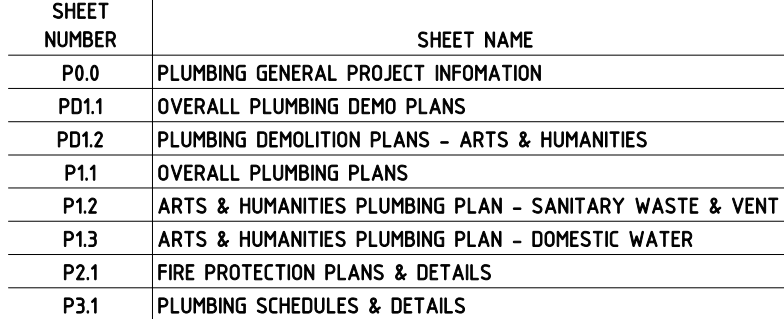 SHEET
NUMBER SHEET NAME
P0.0 PLUMBING GENERAL PROJECT INFOMATION
PD1.1 OVERALL PLUMBING DEMO PLANS
PD1.2 PLUMBING DEMOLITION PLANS - ARTS & HUMANITIES
P1.1 OVERALL PLUMBING PLANS
P1.2 ARTS & HUMANITIES PLUMBING PLAN - SANITARY WASTE & VENT
P1.3 ARTS & HUMANITIES PLUMBING PLAN - DOMESTIC WATER
P2.1 FIRE PROTECTION PLANS & DETAILS
P3.1 PLUMBING SCHEDULES & DETAILS